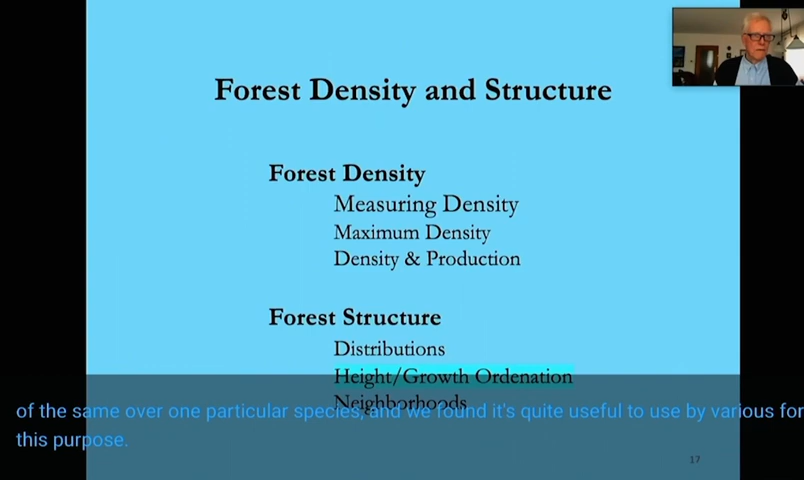 Forest Density and Structure
Forest Density
Measuring Density
Maximum Density
Density & Production
Forest Structure
Distributions
Height/Growth Ordenation
Neighborhoods
of the same over one particular species, and we found it's quite useful to use by various for
this purpose.
17